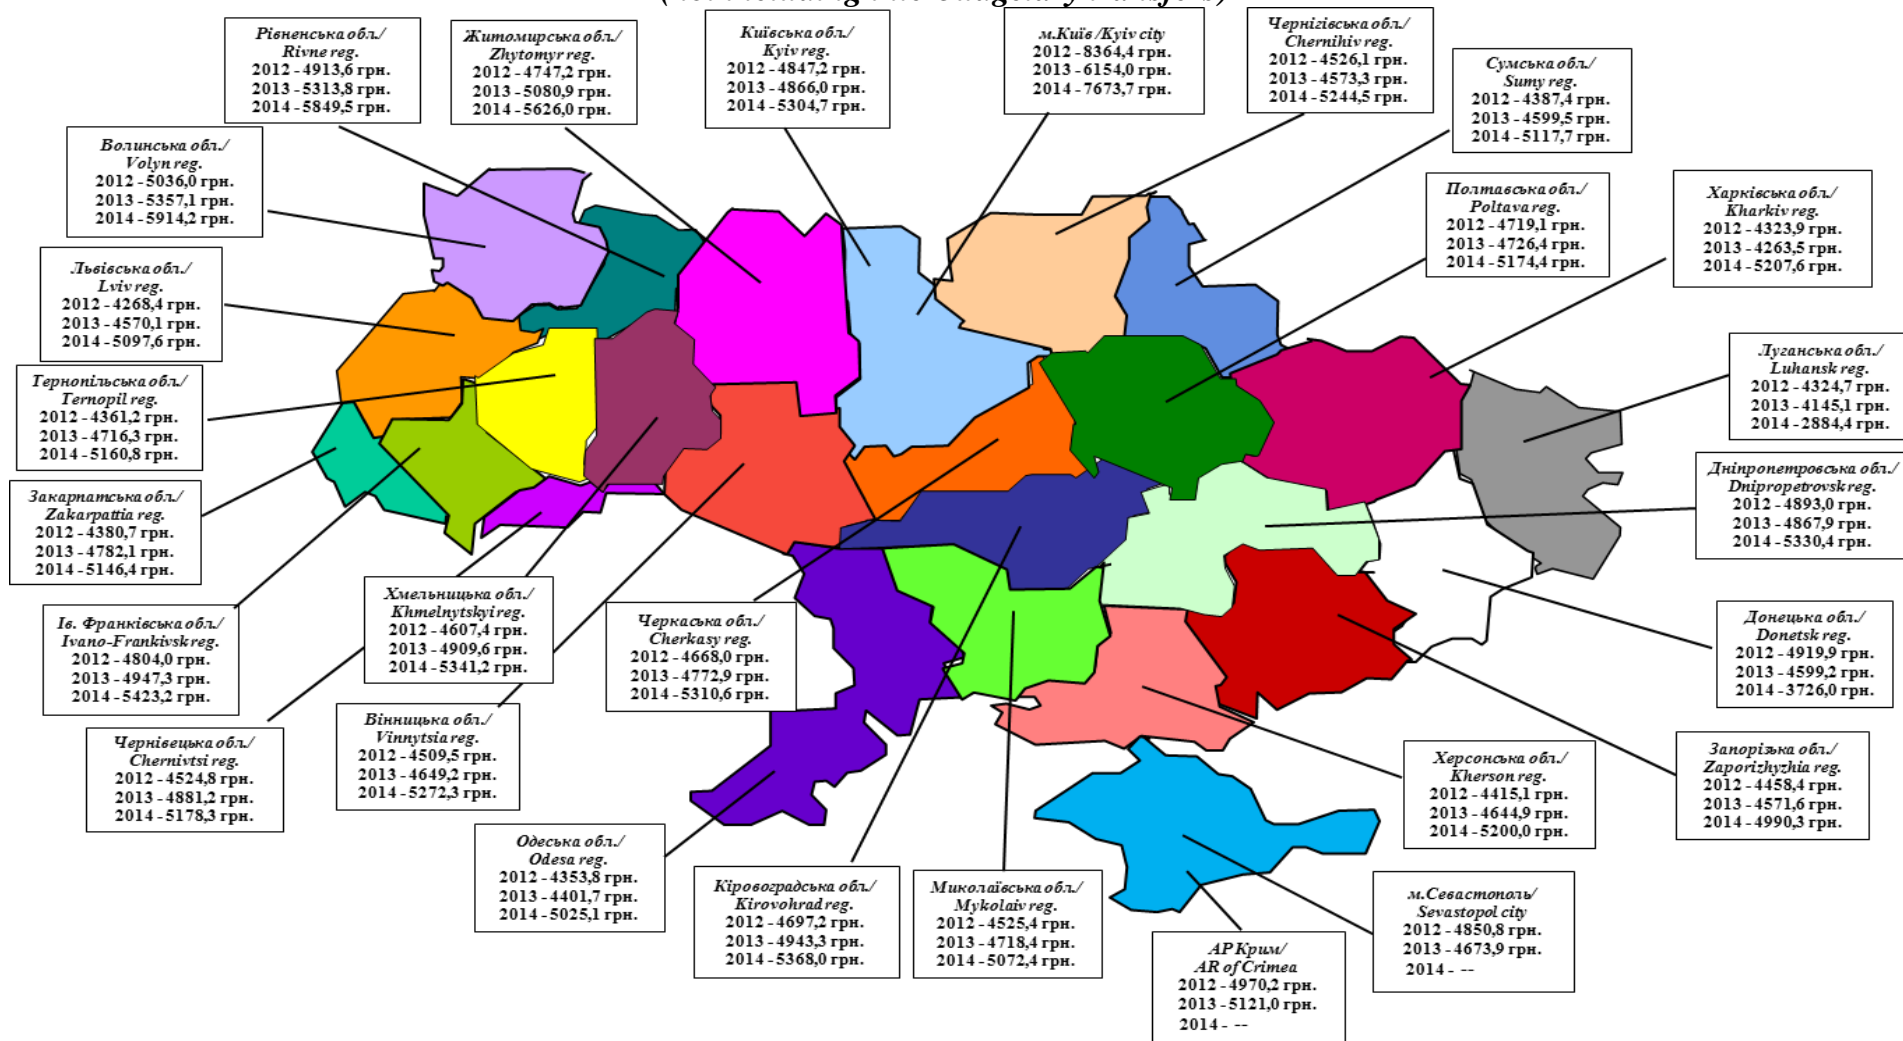 Рівненська обл./
Rivne reg.
2012 - 4913,6 грн.
2013 - 5313,8 грн.
2014 - 5849,5 грн.
Житомирська обл./
Zhytomyr reg.
2012 - 4747,2 грн.
2013 - 5080,9 грн.
2014 - 5626,0 грн.
Київська обл./
Kyiv reg.
2012 - 4847,2 грн.
2013 - 4866,0 грн.
2014 - 5304,7 грн.
м.Київ /Kyiv city
2012 - 8364,4 грн.
2013 - 6154,0 грн.
2014 - 7673,7 грн.
Чернігівська обл./
Chernihiv reg.
2012 - 4526,1 грн.
2013 - 4573,3 грн.
2014 - 5244,5 грн.
Сумська обл./
Sumy reg.
2012 - 4387,4 грн.
2013 - 4599,5 грн.
2014 - 5117,7 грн.
Волинська обл./
Volyn reg.
2012 - 5036,0 грн.
2013 - 5357,1 грн.
2014 - 5914,2 грн.
Полтавська обл./
Poltava reg.
2012 - 4719,1 грн.
2013 - 4726,4 грн.
2014 - 5174,4 грн.
Харківська обл./
Kharkiv reg.
2012 - 4323,9 грн.
2013 - 4263,5 грн.
2014 - 5207,6 грн.
Львівська обл./
Lviv reg.
2012 - 4268,4 грн.
2013 - 4570,1 грн.
2014 - 5097,6 грн.
Луганська обл./
Luhansk reg.
2012 - 4324,7 грн.
2013 - 4145,1 грн.
2014 - 2884,4 грн.
Тернопільська обл./
Ternopil reg.
2012 - 4361,2 грн.
2013 - 4716,3 грн.
2014 - 5160,8 грн.
Дніпропетровська обл./
Dnipropetrovsk reg.
2012 - 4893,0 грн.
2013 - 4867,9 грн.
2014 - 5330,4 грн.
Закарпатська обл./
Zakarpattia reg.
2012 - 4380,7 грн.
2013 - 4782,1 грн.
2014 - 5146,4 грн.
Хмельницька обл./
Khmelnytskyi reg.
2012 - 4607,4 грн.
2013 - 4909,6 грн.
2014 - 5341,2 грн.
Ів. Франківська обл./
Ivano-Frankivsk reg.
2012 - 4804,0 грн.
2013 - 4947,3 грн.
2014 - 5423,2 грн.
Черкаська обл./
Cherkasy reg.
2012 - 4668,0 грн.
2013 - 4772,9 грн.
2014 - 5310,6 грн.
Донецька обл./
Donetsk reg.
2012 - 4919,9 грн.
2013 - 4599,2 грн.
2014 - 3726,0 грн.
Вінницька обл./
Vinnytsia reg.
2012 - 4509,5 грн.
2013 - 4649,2 грн.
2014 - 5272,3 грн.
Чернівецька обл./
Chernivtsi reg.
2012 - 4524,8 грн.
2013 - 4881,2 грн.
2014 - 5178,3 грн.
Херсонська обл./
Kherson reg.
2012 - 4415,1 грн.
2013 - 4644,9 грн.
2014 - 5200,0 грн.
Запорізька обл./
Zaporizhyzhia reg.
2012 - 4458,4 грн.
2013 - 4571,6 грн.
2014 - 4990,3 грн.
Одеська обл./
Odesa reg.
2012 - 4353,8 грн.
2013 - 4401,7 грн.
2014 - 5025,1 грн.
Кіровоградська обл./
Kirovohrad reg.
2012 - 4697,2 грн.
2013 - 4943,3 грн.
2014 - 5368,0 грн.
Миколаївська обл./
Mykolaiv reg.
2012 - 4525,4 грн.
2013 - 4718,4 грн.
2014 - 5072,4 грн.
м.Севастополь/
Sevastopol city
2012 - 4850,8 грн.
2013 - 4673,9 грн.
2014 - --
АР Крим/
AR of Crimea
2012 - 4970,2 грн.
2013 - 5121,0 грн.
2014 - --